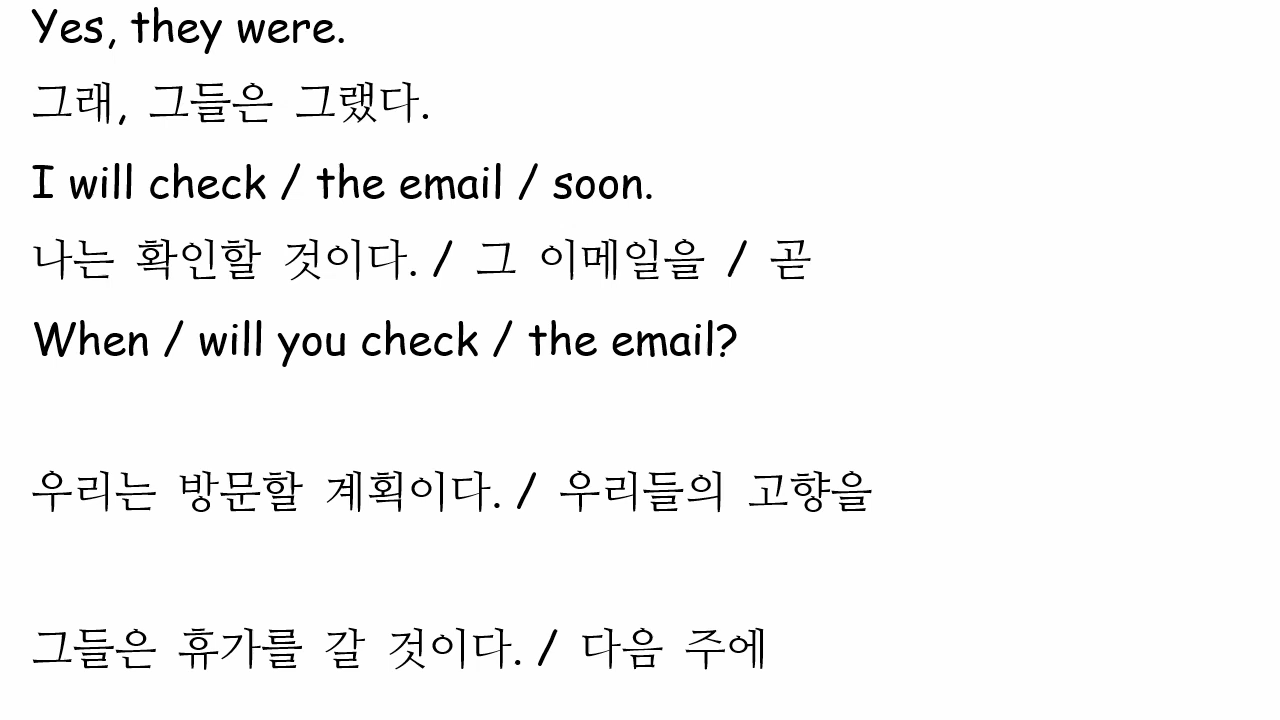 Yes, they were.
그래, 그들은 그랬다.
I will check / the email / soon.
나는 확인할 것이다. / 그 이메일을 / 곧
When / will you check / the email?
우리는 방문할 계획이다. / 우리들의 고향을
그들은 휴가를 갈 것이다. / 다음 주에